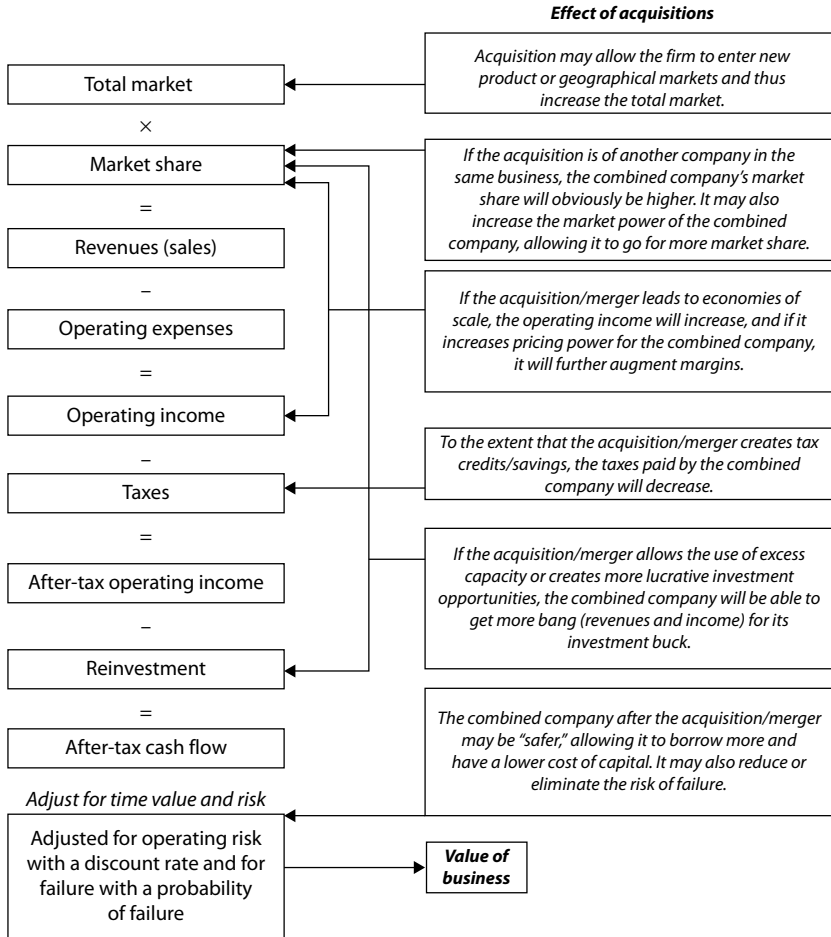 Effect of acquisitions
Acquisition may allow the firm to enter new
product or geographical markets and thus
increase the total market.
Total market
×
Market share
If the acquisition is of another company in the
same business, the combined company’s market
share will obviously be higher. It may also
increase the market power of the combined
company, allowing it to go for more market share.
=
Revenues (sales)
–
Operating expenses
If the acquisition/merger leads to economies of
scale, the operating income will increase, and if it
increases pricing power for the combined company,
it will further augment margins.
=
Operating income
–
Taxes
To the extent that the acquisition/merger creates tax
credits/savings, the taxes paid by the combined
company will decrease.
=
After-tax operating income
If the acquisition/merger allows the use of excess
capacity or creates more lucrative investment
opportunities, the combined company will be able to
get more bang (revenues and income) for its
investment buck.
–
Reinvestment
=
After-tax cash flow
The combined company after the acquisition/merger
may be “safer,” allowing it to borrow more and
have a lower cost of capital. It may also reduce or
eliminate the risk of failure.
Adjust for time value and risk
Adjusted for operating risk
with a discount rate and for
failure with a probability
of failure
Value of
business